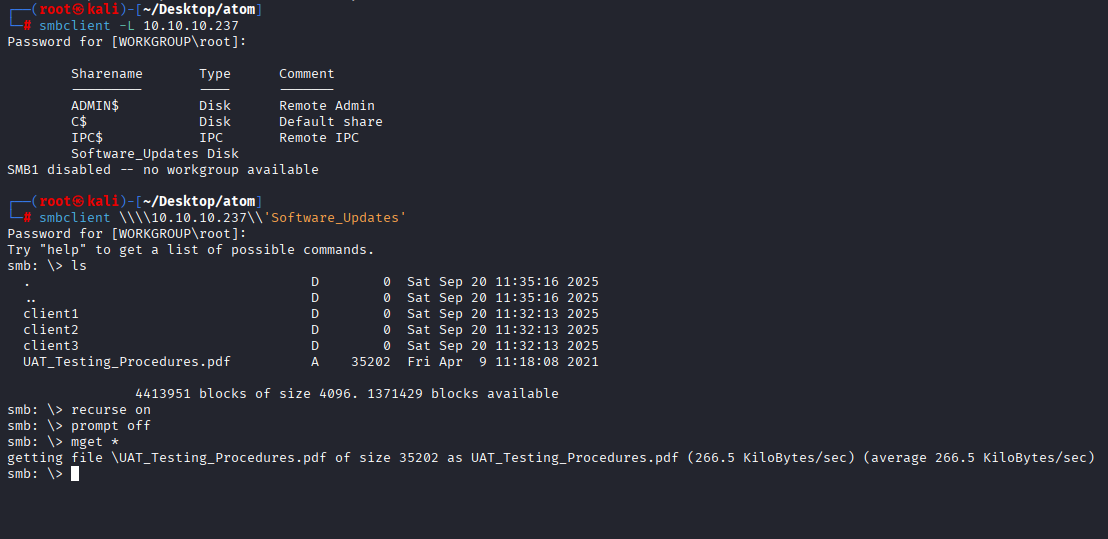 ┌──(root㉿kali)-[~/Desktop/atom]
└─# smbclient -L 10.10.10.237
Password for [WORKGROUP\root]:

        Sharename       Type      Comment
        ---------       ----      -------
        ADMIN$          Disk      Remote Admin
        C$              Disk      Default share
        IPC$            IPC       Remote IPC
        Software_Updates Disk
SMB1 disabled -- no workgroup available

┌──(root㉿kali)-[~/Desktop/atom]
└─# smbclient \\\\10.10.10.237\\'Software_Updates'
Password for [WORKGROUP\root]:
Try "help" to get a list of possible commands.
smb: \> ls
  .                                   D        0  Sat Sep 20 11:35:16 2025
  ..                                  D        0  Sat Sep 20 11:35:16 2025
  client1                             D        0  Sat Sep 20 11:32:13 2025
  client2                             D        0  Sat Sep 20 11:32:13 2025
  client3                             D        0  Sat Sep 20 11:32:13 2025
  UAT_Testing_Procedures.pdf          A    35202  Fri Apr  9 11:18:08 2021

                4413951 blocks of size 4096. 1371429 blocks available
smb: \> recurse on
smb: \> prompt off
smb: \> mget *
getting file \UAT_Testing_Procedures.pdf of size 35202 as UAT_Testing_Procedures.pdf (266.5 KiloBytes/sec) (average 266.5 KiloBytes/sec)
smb: \>